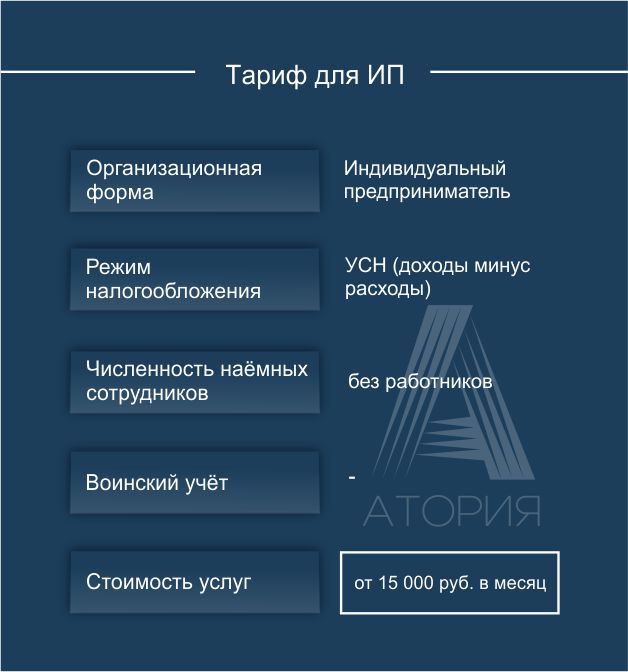 Тариф для ИП
Организационная
форма
Индивидуальный
предприниматель
Режим
налогообложения
УСН (доходы минус
расходы)
Численность наёмных
сотрудников
без работников
Воинский учёт
-
АТОРИЯ
Стоимость услуг
от 15 000 руб. в месяц